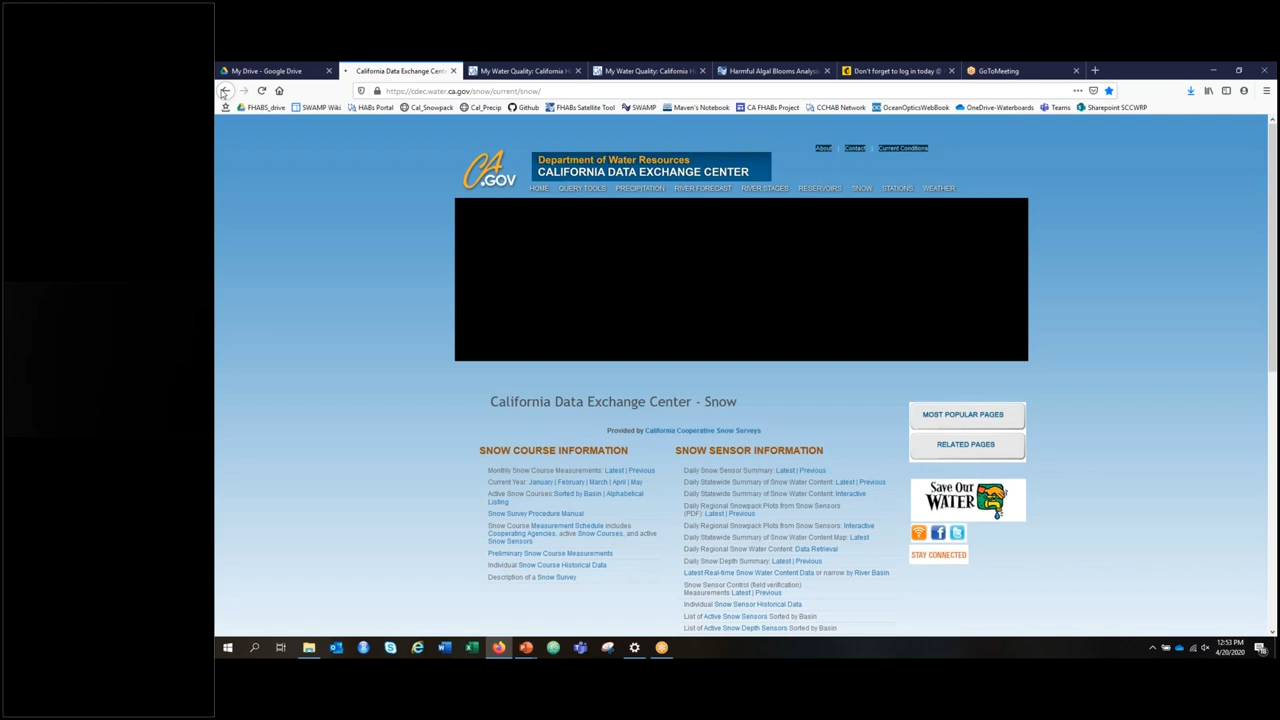 My Drive - Google Drive
California Data Exchange Cent
My Water Quality: California H
My Water Quality: California H
Harmful Algal Blooms Analysis
Don't forget to log in today @
GoToMeeting
https://cdec.water.ca.gov/snow/current/snow/
FHABS_drive
SWAMP Wiki
HABs Portal
Cal_Snowpack
Cal_Precip
Github
FHABs Satellite Tool
SWAMP
Maven's Notebook
CA FHABs Project
CCHAB Network
OceanOpticsWebBook
OneDrive-Waterboards
Teams
Sharepoint SCCWRP
About | Contact | Current Conditions
CA.GOV
Department of Water Resources
CALIFORNIA DATA EXCHANGE CENTER
HOME QUERY TOOLS PRECIPITATION RIVER FORECAST RIVER STAGES RESERVOIRS SNOW STATIONS WEATHER
California Data Exchange Center - Snow
Provided by California Cooperative Snow Surveys
SNOW COURSE INFORMATION
Monthly Snow Course Measurements: Latest | Previous
Current Year: January | February | March | April | May
Active Snow Courses: Sorted by Basin | Alphabetical
Listing
Snow Survey Procedure Manual
Snow Course Measurement Schedule includes
Cooperating Agencies, active Snow Courses, and active
Snow Sensors
Preliminary Snow Course Measurements
Individual Snow Course Historical Data
Description of a Snow Survey
SNOW SENSOR INFORMATION
Daily Snow Sensor Summary: Latest | Previous
Daily Statewide Summary of Snow Water Content: Latest | Previous
Daily Statewide Summary of Snow Water Content: Interactive
Daily Regional Snowpack Plots from Snow Sensors
(PDF): Latest | Previous
Daily Regional Snowpack Plots from Snow Sensors: Interactive
Daily Statewide Summary of Snow Water Content Map: Latest
Daily Regional Snow Water Content: Data Retrieval
Daily Snow Depth Summary: Latest | Previous
Latest Real-time Snow Water Content Data or narrow by River Basin
Snow Sensor Control (field verification)
Measurements Latest | Previous
Individual Snow Sensor Historical Data
List of Active Snow Sensors Sorted by Basin
List of Active Snow Depth Sensors Sorted by Basin
MOST POPULAR PAGES
RELATED PAGES
SAVE OUR
WATER
STAY CONNECTED
12:53 PM
4/20/2020